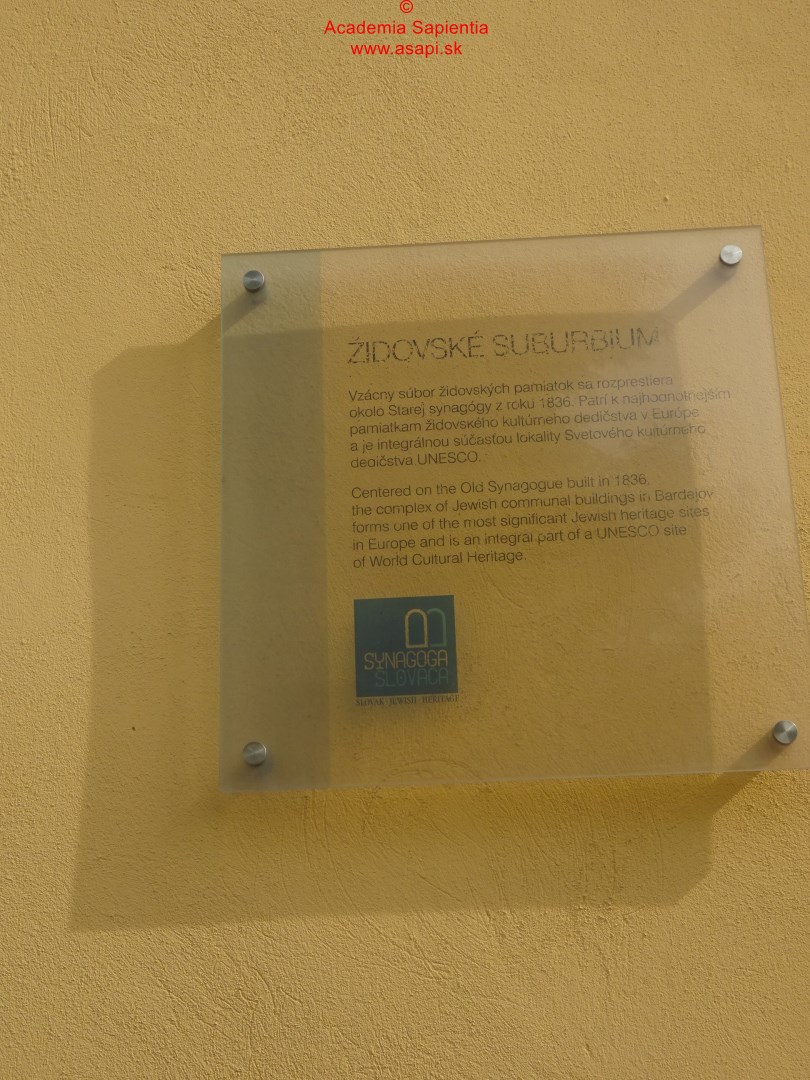 ©
Academia Sapientia
www.asapi.sk
ŽIDOVSKÉ SUBURBIUM
Vzácny súbor židovských pamiatok sa rozprestiera
okolo Starej synagógy z roku 1836. Patrí k najhodnotnejším
pamiatkam židovského kultúrneho dedičstva v Európe
a je integrálnou súčasťou lokality Svetového kultúrneho
dedičstva UNESCO.
Centered on the Old Synagogue built in 1836,
the complex of Jewish communal buildings in Bardejov
forms one of the most significant Jewish heritage sites
in Europe and is an integral part of a UNESCO site
of World Cultural Heritage.
SYNAGOGA
SLOVACA
SLOVAK JEWISH HERITAGE